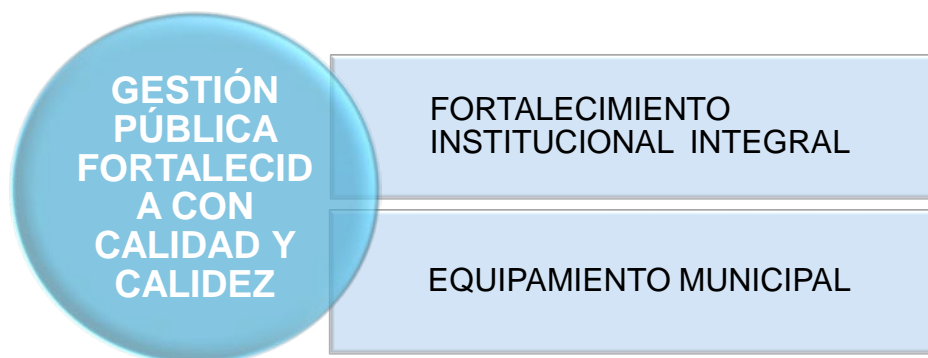 GESTIÓN
PÚBLICA
FORTALECID
A CON
CALIDAD Y
CALIDEZ
FORTALECIMIENTO
INSTITUCIONAL INTEGRAL
EQUIPAMIENTO MUNICIPAL